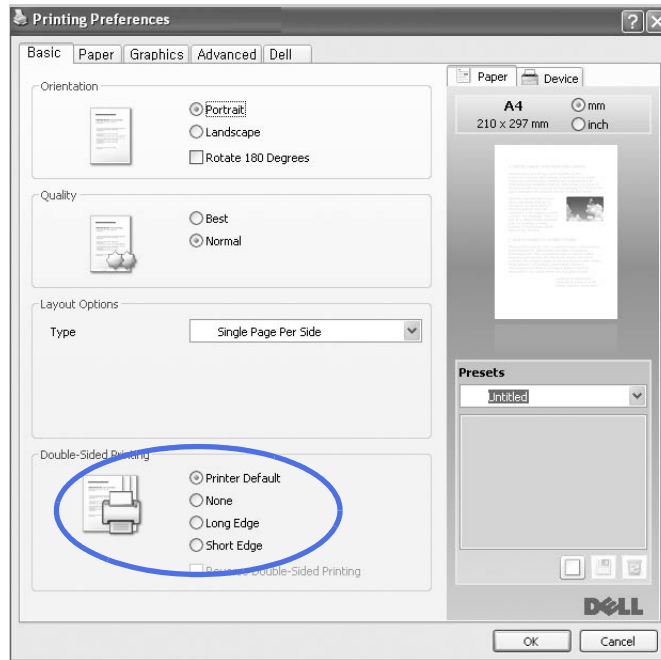 Printing Preferences
Basic
Paper
Graphics
Advanced
Dell
Orientation
Portrait
Landscape
Rotate 180 Degrees
Quality
Best
Normal
Layout Options
Type
Single Page Per Side
Double-Sided Printing
Printer Default
None
Long Edge
Short Edge
Reverse Double-Sided Printing
Paper
Device
A4
210 x 297 mm
mm
inch
Presets
Untitled
DELL
OK
Cancel